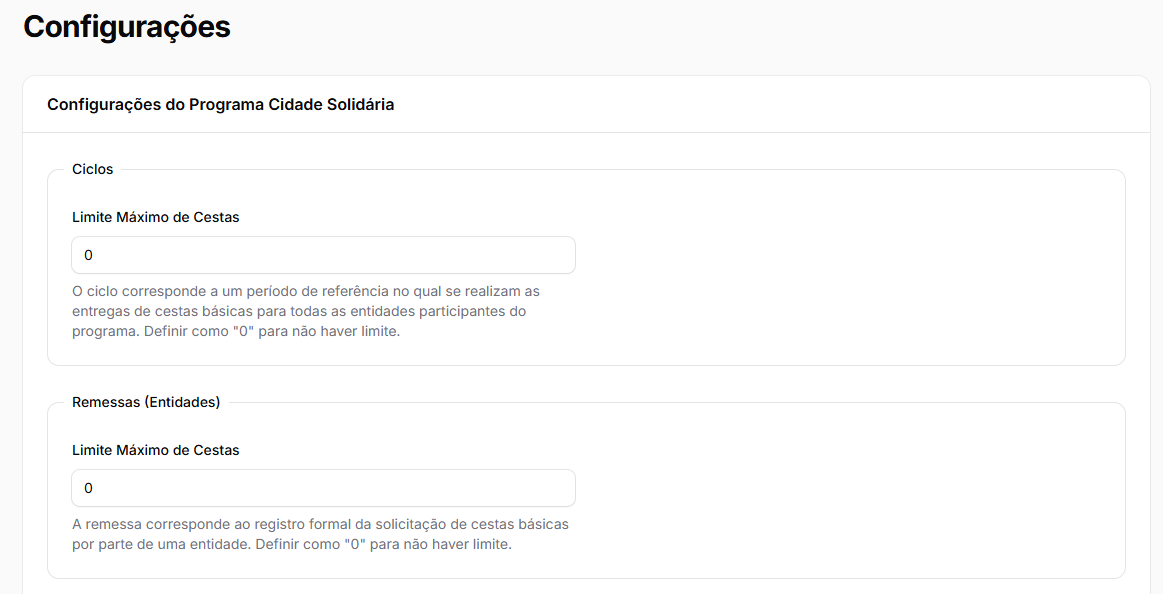 Configurações
Configurações do Programa Cidade Solidária
Ciclos
Limite Máximo de Cestas
0
O ciclo corresponde a um período de referência no qual se realizam as
entregas de cestas básicas para todas as entidades participantes do
programa. Definir como "0" para não haver limite.
Remessas (Entidades)
Limite Máximo de Cestas
0
A remessa corresponde ao registro formal da solicitação de cestas básicas
por parte de uma entidade. Definir como "0" para não haver limite.